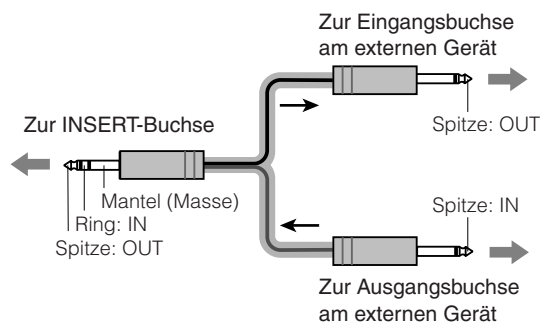 Zur Eingangsbuchse
am externen Gerät
Spitze: OUT
Zur INSERT-Buchse
Mantel (Masse)
Ring: IN
Spitze: OUT
Spitze: IN
Zur Ausgangsbuchse
am externen Gerät